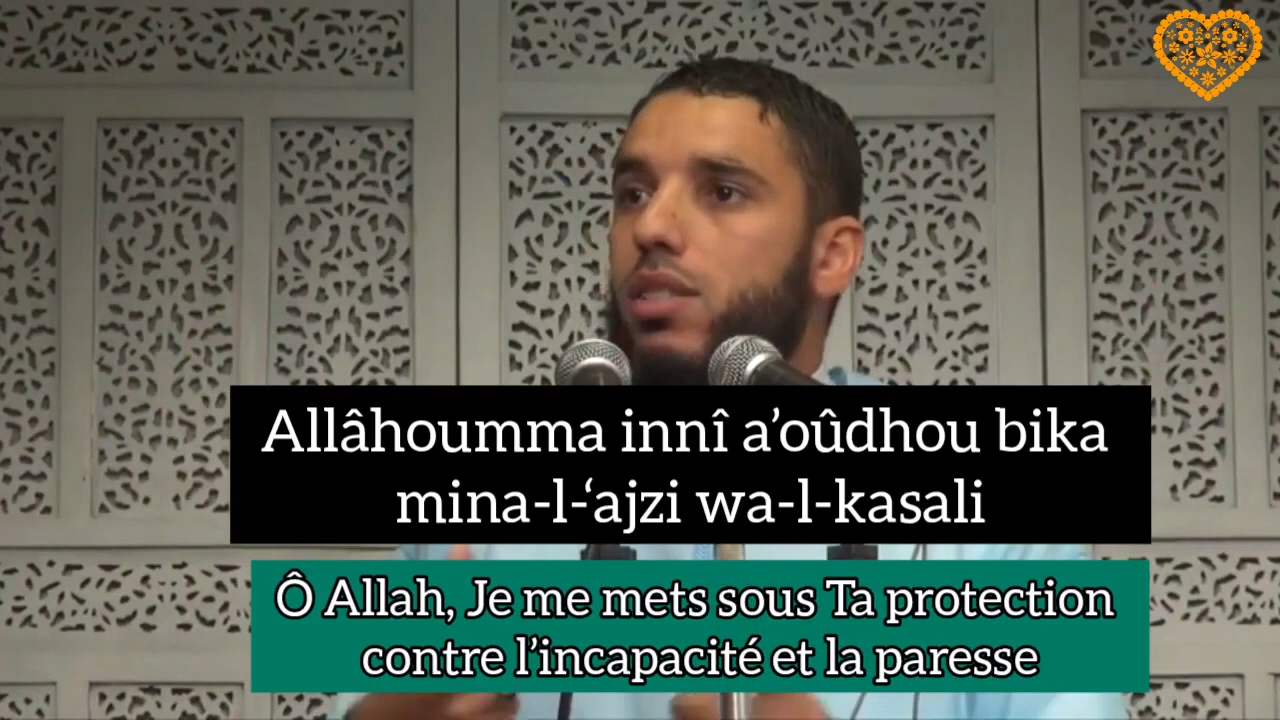 Allâhoumma innî a’oûdhou bika
mina-l-‘ajzi wa-l-kasali
Ô Allah, Je me mets sous Ta protection
contre l’incapacité et la paresse